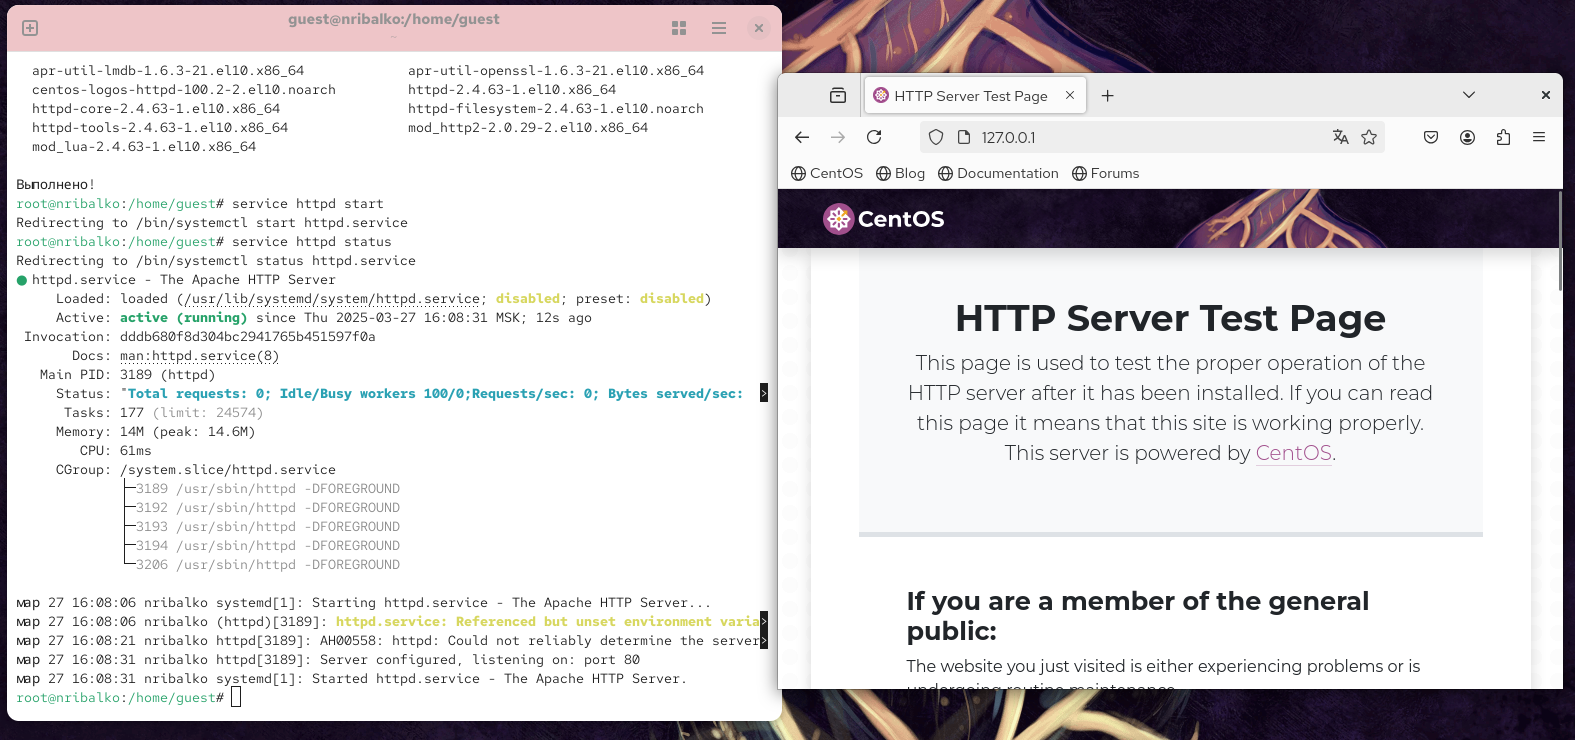 guest@nribalko:/home/guest
~
apr-util-lmdb-1.6.3-21.el10.x86_64 apr-util-openssl-1.6.3-21.el10.x86_64
centos-logos-httpd-100.2-2.el10.noarch httpd-2.4.63-1.el10.x86_64
httpd-core-2.4.63-1.el10.x86_64 httpd-filesystem-2.4.63-1.el10.noarch
httpd-tools-2.4.63-1.el10.x86_64 mod_http2-2.0.29-2.el10.x86_64
mod_lua-2.4.63-1.el10.x86_64
Выполнено!
root@nribalko:/home/guest# service httpd start
Redirecting to /bin/systemctl start httpd.service
root@nribalko:/home/guest# service httpd status
Redirecting to /bin/systemctl status httpd.service
● httpd.service - The Apache HTTP Server
Loaded: loaded (/usr/lib/systemd/system/httpd.service; disabled; preset: disabled)
Active: active (running) since Thu 2025-03-27 16:08:31 MSK; 12s ago
Invocation: dddb680f8d304bc2941765b451597f0a
Docs: man:httpd.service(8)
Main PID: 3189 (httpd)
Status: "Total requests: 0; Idle/Busy workers 100/0;Requests/sec: 0; Bytes served/sec: >
Tasks: 177 (limit: 24574)
Memory: 14M (peak: 14.6M)
CPU: 61ms
CGroup: /system.slice/httpd.service
├─3189 /usr/sbin/httpd -DFOREGROUND
├─3192 /usr/sbin/httpd -DFOREGROUND
├─3193 /usr/sbin/httpd -DFOREGROUND
├─3194 /usr/sbin/httpd -DFOREGROUND
└─3206 /usr/sbin/httpd -DFOREGROUND
мар 27 16:08:06 nribalko systemd[1]: Starting httpd.service - The Apache HTTP Server...
мар 27 16:08:06 nribalko (httpd)[3189]: httpd.service: Referenced but unset environment varia>
мар 27 16:08:21 nribalko httpd[3189]: AH00558: httpd: Could not reliably determine the server>
мар 27 16:08:31 nribalko httpd[3189]: Server configured, listening on: port 80
мар 27 16:08:31 nribalko systemd[1]: Started httpd.service - The Apache HTTP Server.
root@nribalko:/home/guest#
HTTP Server Test Page
127.0.0.1
CentOS Blog Documentation Forums
CentOS
HTTP Server Test Page
This page is used to test the proper operation of the
HTTP server after it has been installed. If you can read
this page it means that this site is working properly.
This server is powered by CentOS.
If you are a member of the general
public:
The website you just visited is either experiencing problems or is
undergoing routine maintenance.